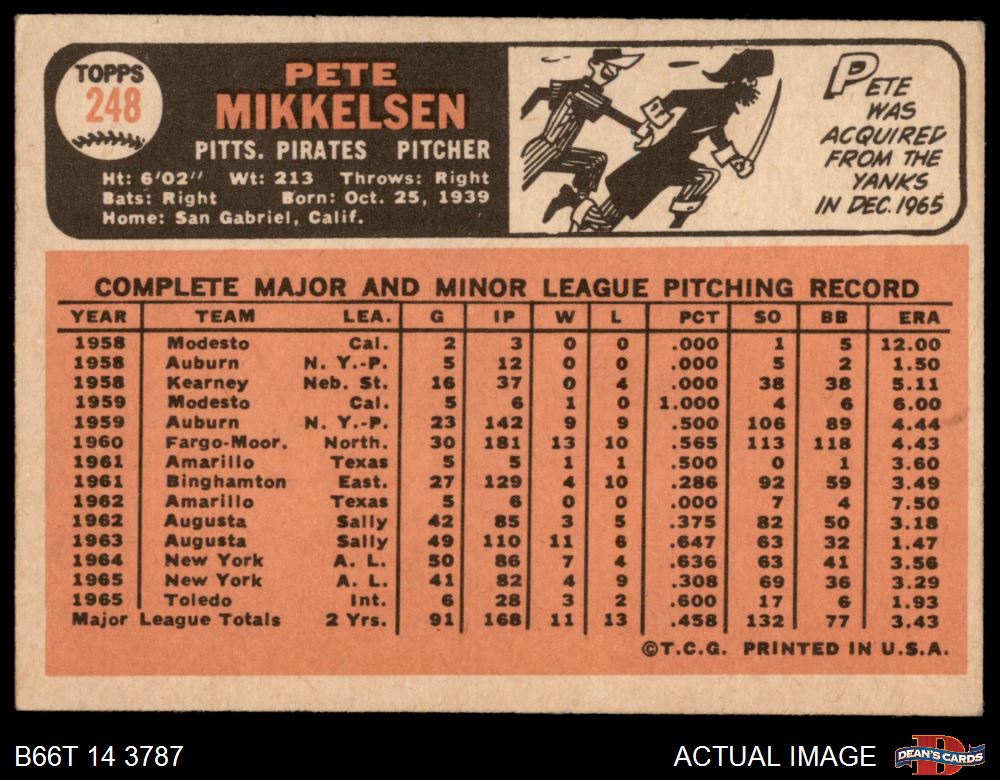 TOPPS
248
PETE
MIKKELSEN
PITTS. PIRATES PITCHER
Ht: 6'02" Wt: 213 Throws: Right
Bats: Right Born: Oct. 25, 1939
Home: San Gabriel, Calif.
PETE
WAS
ACQUIRED
FROM THE
YANKS
IN DEC. 1965
COMPLETE MAJOR AND MINOR LEAGUE PITCHING RECORD
YEAR TEAM LEA. G IP W L PCT SO BB ERA
1958 Modesto Cal. 2 3 0 0 .000 1 5 12.00
1958 Auburn N. Y.-P. 5 12 0 0 .000 5 2 1.50
1958 Kearney Neb. St. 16 37 0 4 .000 38 38 5.11
1959 Modesto Cal. 5 6 1 0 1.000 4 6 6.00
1959 Auburn N. Y.-P. 23 142 9 9 .500 106 89 4.44
1960 Fargo-Moor. North. 30 181 13 10 .565 113 118 4.43
1961 Amarillo Texas 5 5 1 1 .500 0 1 3.60
1961 Binghamton East. 27 129 4 10 .286 92 59 3.49
1962 Amarillo Texas 5 6 0 0 .000 7 4 7.50
1962 Augusta Sally 42 85 3 5 .375 82 50 3.18
1963 Augusta Sally 49 110 11 6 .647 63 32 1.47
1964 New York A. L. 50 86 7 4 .636 63 41 3.56
1965 New York A. L. 41 82 4 9 .308 69 36 3.29
1965 Toledo Int. 6 28 3 2 .600 17 6 1.93
Major League Totals 2 Yrs. 91 168 11 13 .458 132 77 3.43
©T.C.G. PRINTED IN U.S.A.
B66T 14 3787
ACTUAL IMAGE
DEAN'S CARDS